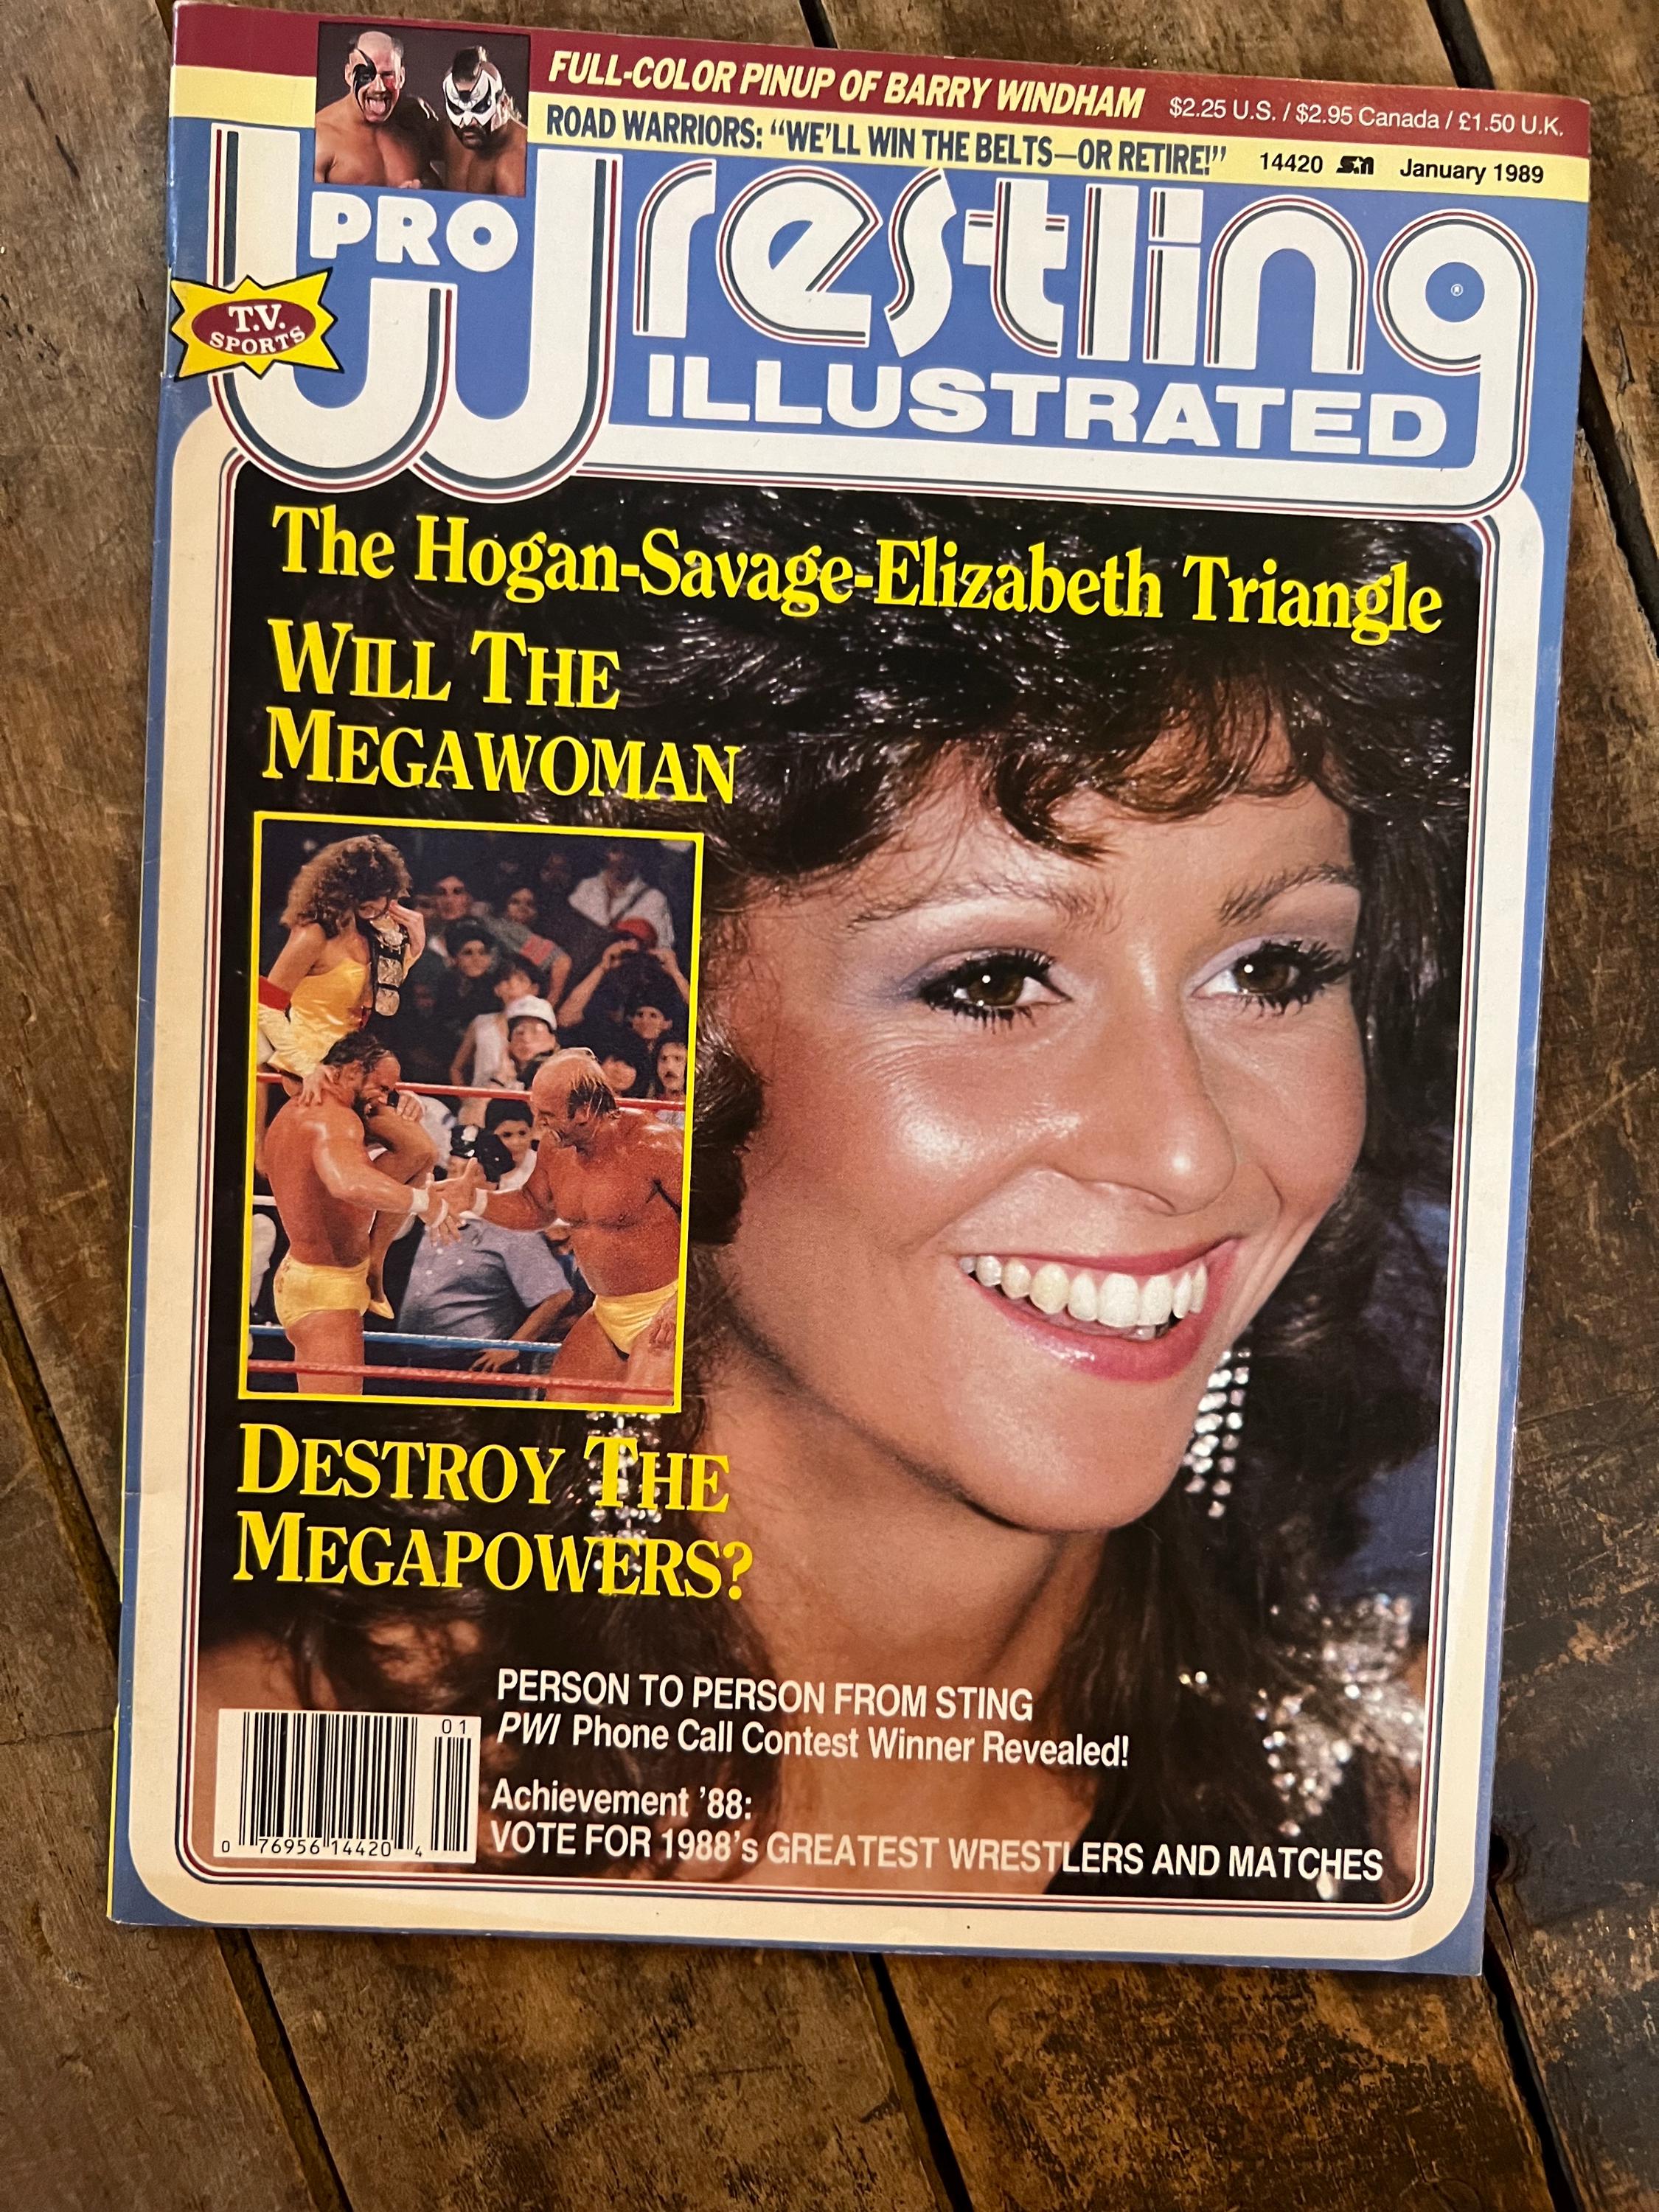 FULL-COLOR PINUP OF BARRY WINDHAM
$2.25 U.S. / $2.95 Canada / £1.50 U.K.
ROAD WARRIORS: “WE’LL WIN THE BELTS—OR RETIRE!”
14420 January 1989
PRO
Wrestling
®
T.V.
SPORTS
ILLUSTRATED
The Hogan-Savage-Elizabeth Triangle
WILL THE
MEGAWOMAN
DESTROY THE
MEGAPOWERS?
PERSON TO PERSON FROM STING
PWI Phone Call Contest Winner Revealed!
Achievement ’88:
VOTE FOR 1988’s GREATEST WRESTLERS AND MATCHES
01
0 76956 14420 4